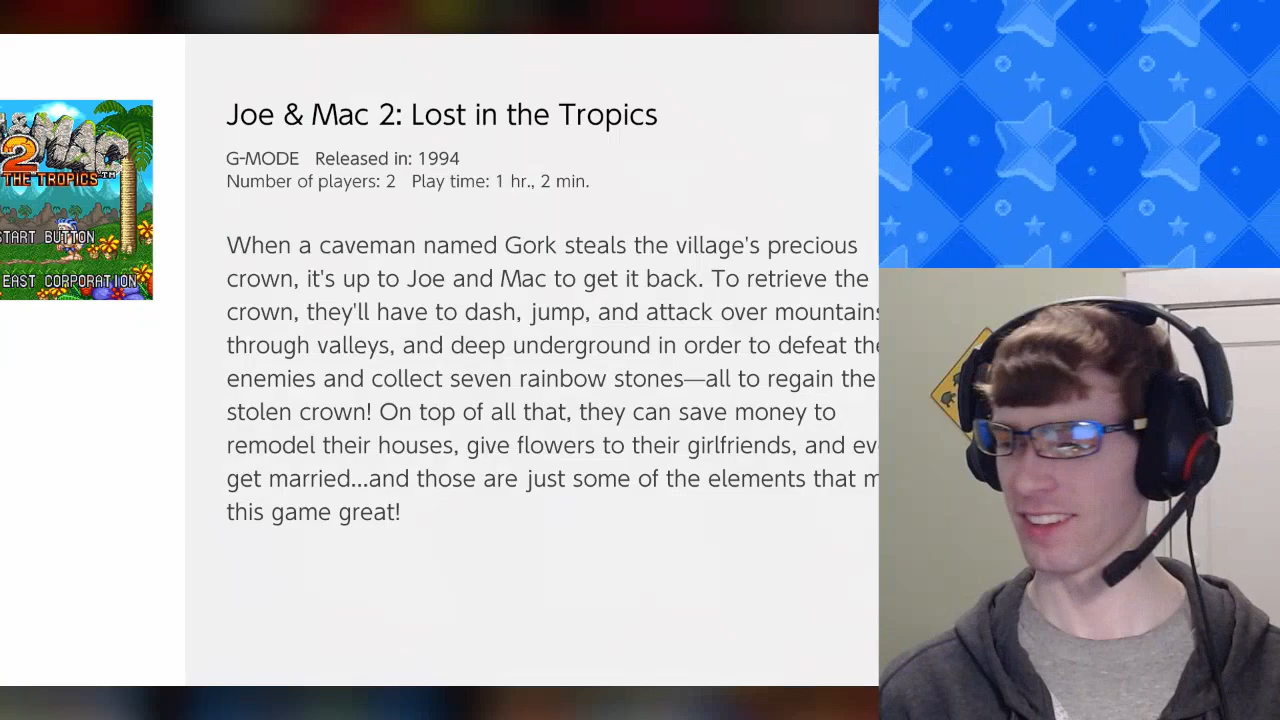 Joe & Mac 2: Lost in the Tropics
G-MODE Released in: 1994
Number of players: 2 Play time: 1 hr., 2 min.
When a caveman named Gork steals the village's precious
crown, it's up to Joe and Mac to get it back. To retrieve the
crown, they'll have to dash, jump, and attack over mountains
through valleys, and deep underground in order to defeat the
enemies and collect seven rainbow stones—all to regain the
stolen crown! On top of all that, they can save money to
remodel their houses, give flowers to their girlfriends, and ev
get married...and those are just some of the elements that m
this game great!
& MAC
2
THE TROPICS™
START BUTTON
EAST CORPORATION